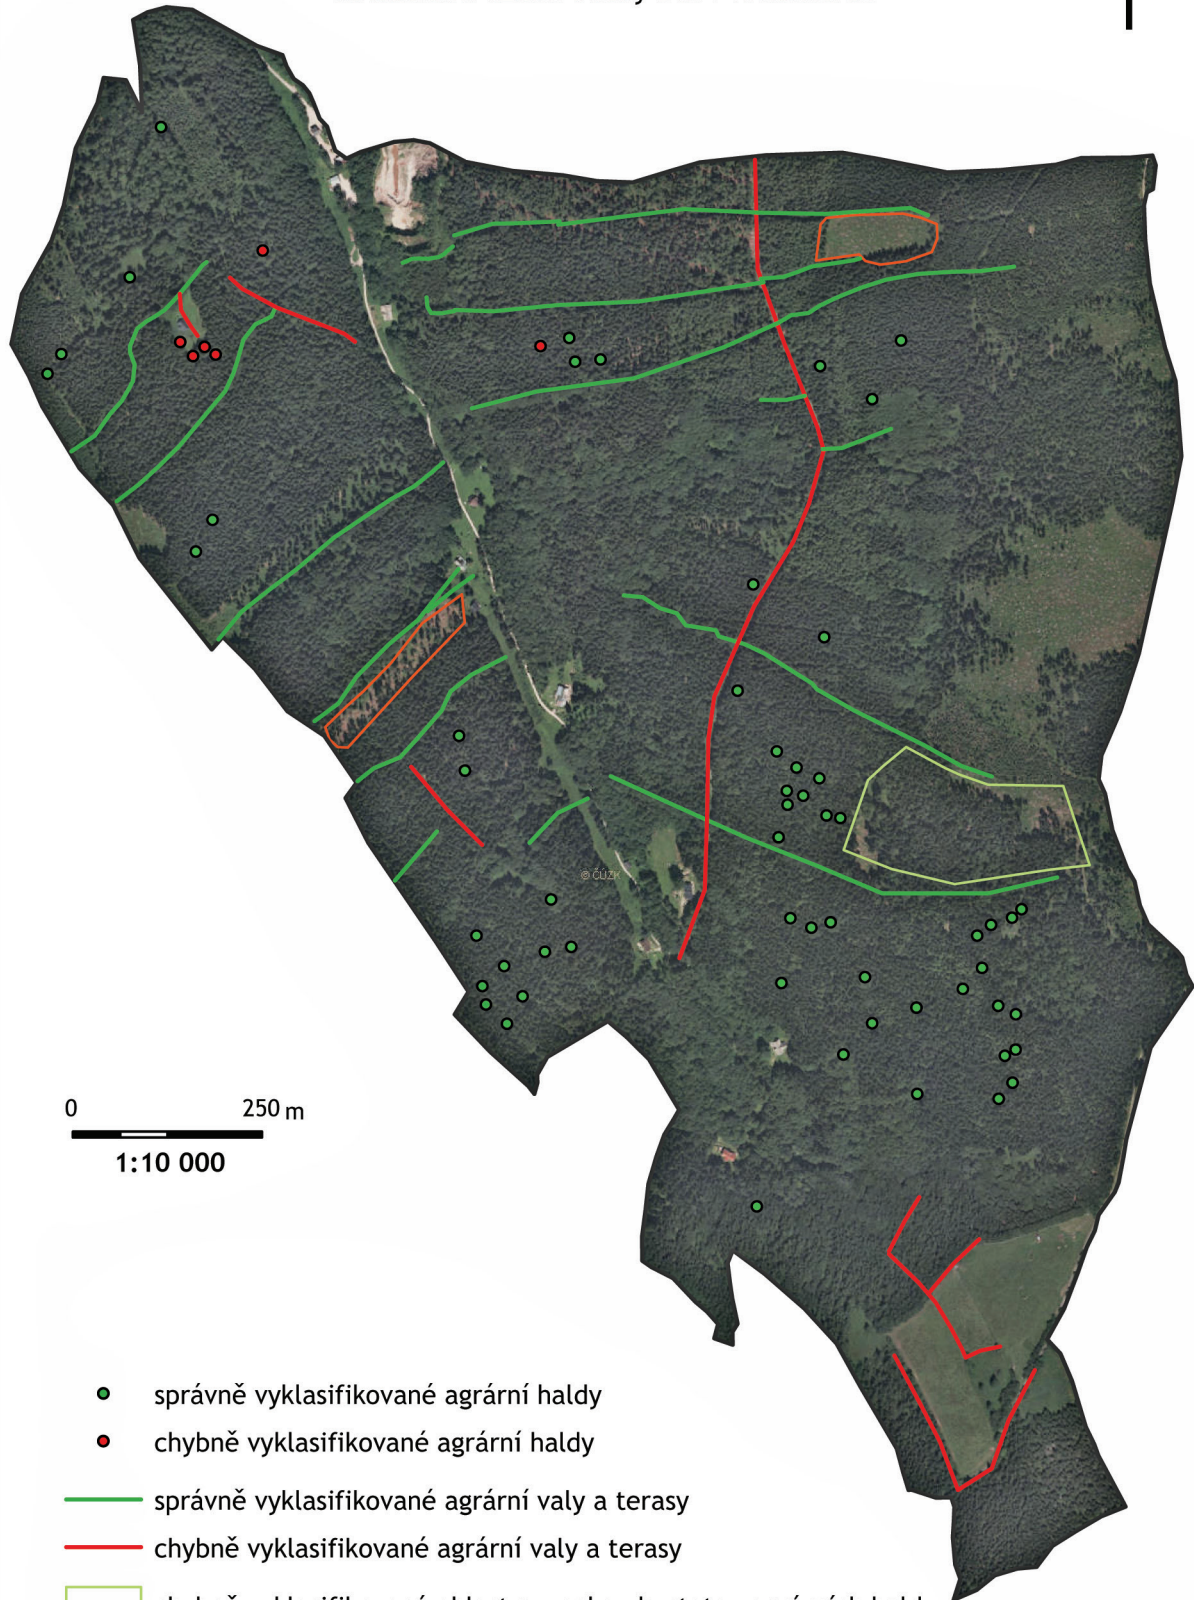 © ČÚZK
0 250 m
1:10 000
správně vyklasifikované agrární haldy
chybně vyklasifikované agrární haldy
správně vyklasifikované agrární valy a terasy
chybně vyklasifikované agrární valy a terasy